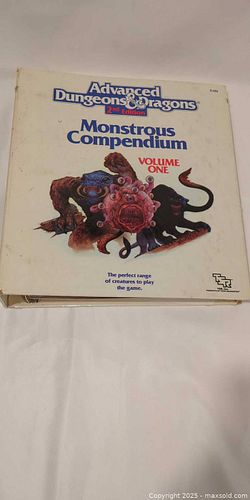 Advanced
Dungeons & Dragons
2nd Edition
Monstrous
Compendium
VOLUME
ONE
The perfect range
of creatures to play
the game.
TSR
Copyright © 2025 - maxsold.com